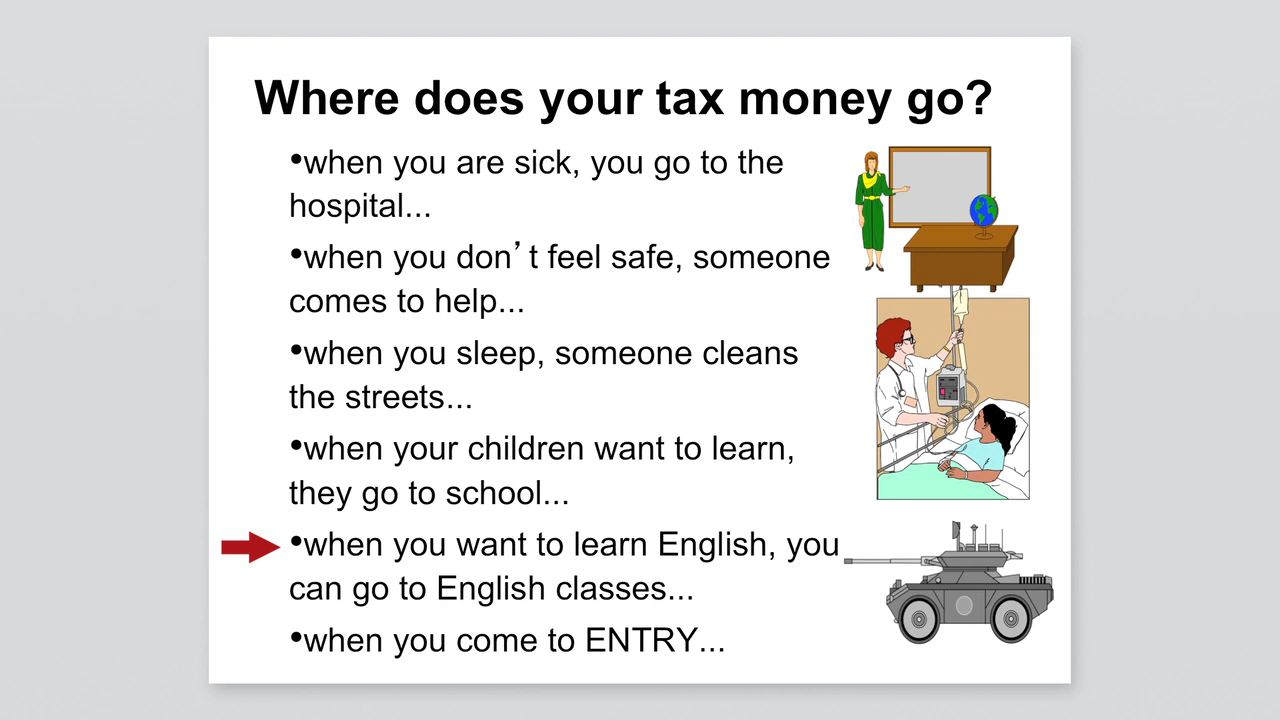 Where does your tax money go?
•when you are sick, you go to the
hospital...
•when you don’t feel safe, someone
comes to help...
•when you sleep, someone cleans
the streets...
•when your children want to learn,
they go to school...
•when you want to learn English, you
can go to English classes...
•when you come to ENTRY...